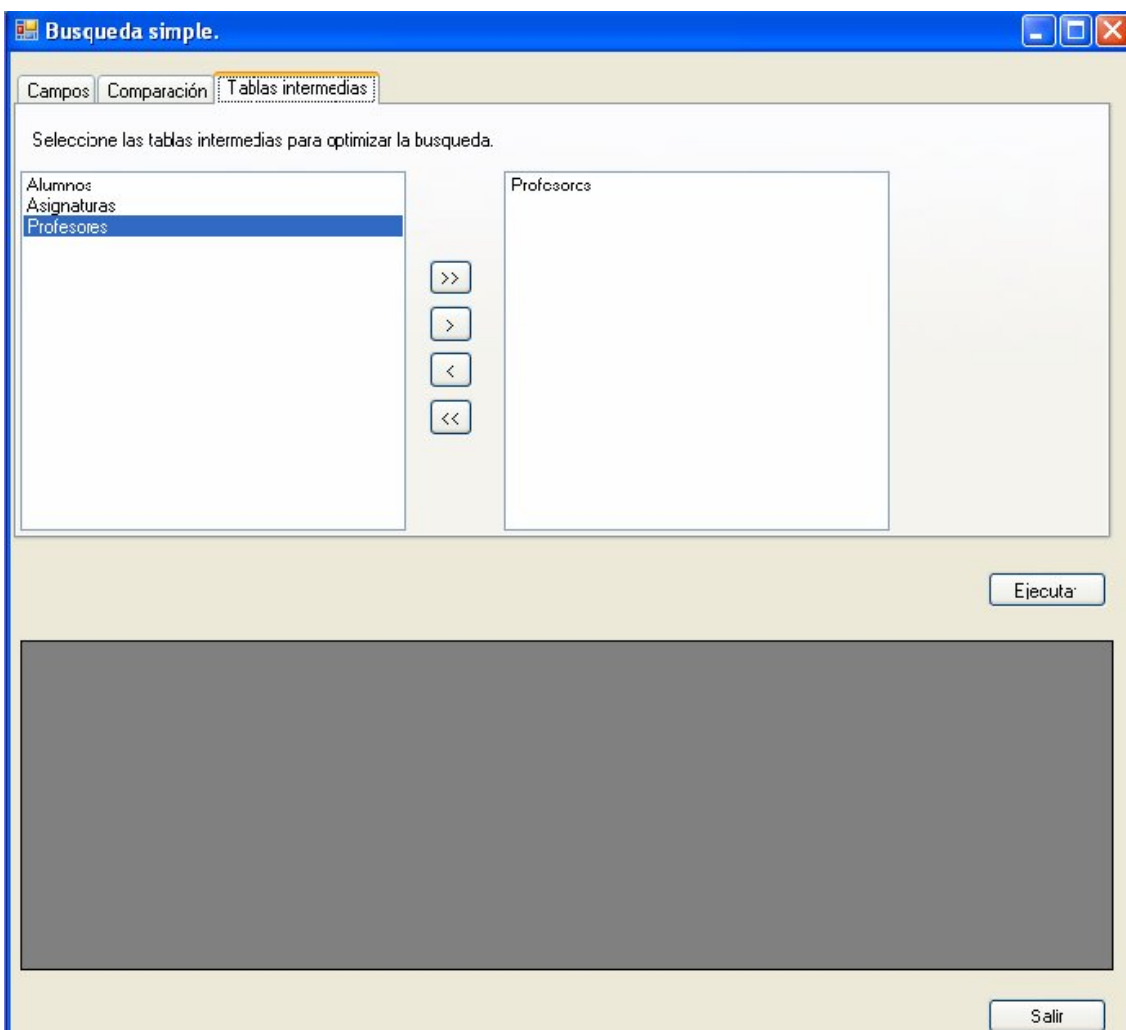 Busqueda simple.
Campos Comparación Tablas intermedias
Seleccione las tablas intermedias para optimizar la busqueda.
Alumnos
Asignaturas
Profesores
Profesores
>>
>
<
<<
Ejecutar
Salir